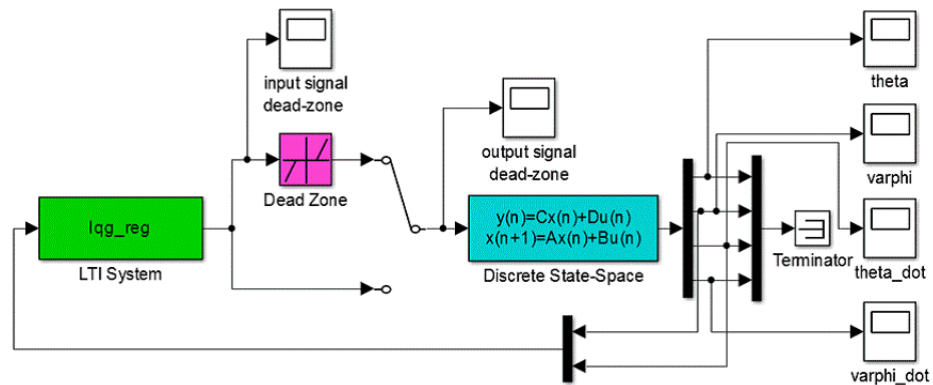 input signal
dead-zone
theta
output signal
dead-zone
Dead Zone
varphi
lqg_reg
LTI System
y(n)=Cx(n)+Du(n)
x(n+1)=Ax(n)+Bu(n)
Discrete State-Space
Terminator
theta_dot
varphi_dot